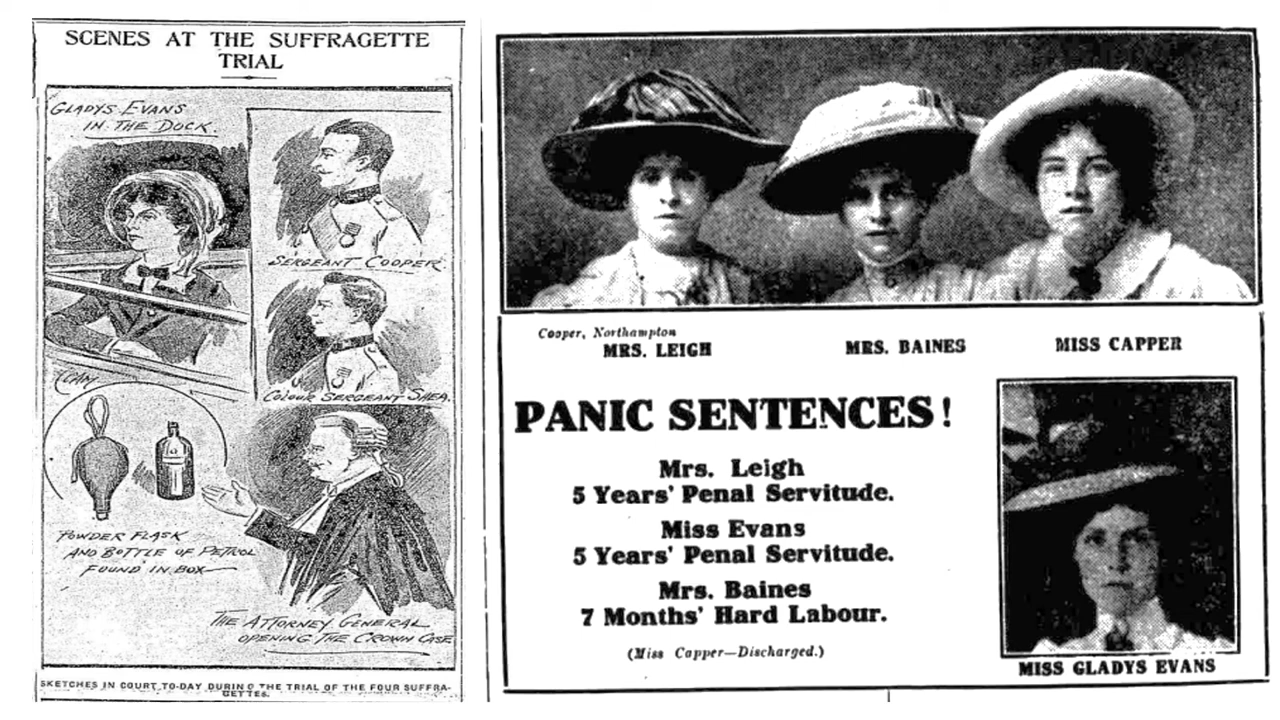 SCENES AT THE SUFFRAGETTE
TRIAL
GLADYS EVANS
IN THE DOCK.
SERGEANT COOPER.
COLOUR SERGEANT SHEA.
POWDER FLASK
AND BOTTLE OF PETROL
FOUND IN BOX
THE ATTORNEY GENERAL
OPENING THE CROWN CASE
SKETCHES IN COURT TO-DAY DURING THE TRIAL OF THE FOUR SUFFRA-
GETTES.
Cooper, Northampton
MRS. LEIGH
MRS. BAINES
MISS CAPPER
PANIC SENTENCES!
Mrs. Leigh
5 Years' Penal Servitude.
Miss Evans
5 Years' Penal Servitude.
Mrs. Baines
7 Months' Hard Labour.
(Miss Capper—Discharged.)
MISS GLADYS EVANS